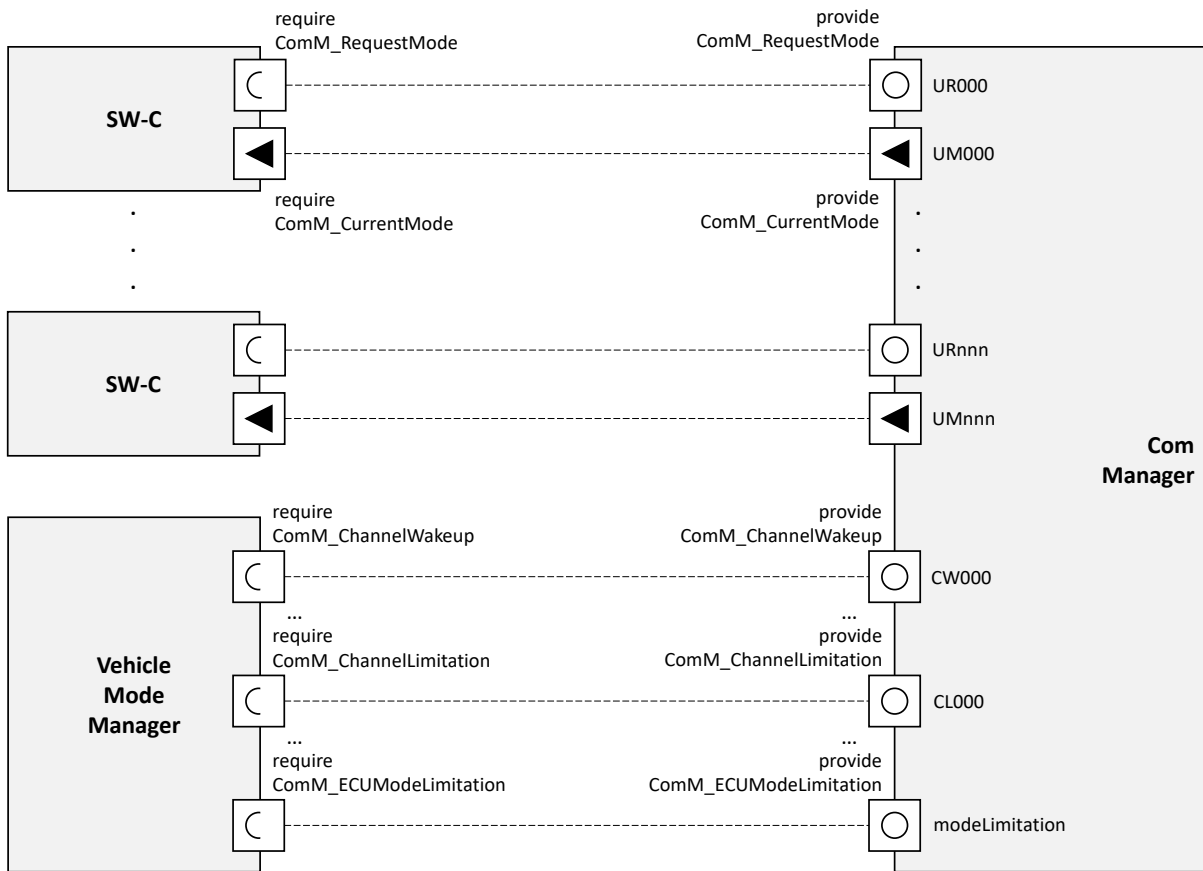 require
ComM_RequestMode
provide
ComM_RequestMode
SW-C
UR000
UM000
require
ComM_CurrentMode
provide
ComM_CurrentMode
SW-C
URnnn
UMnnn
Com
Manager
require
ComM_ChannelWakeup
provide
ComM_ChannelWakeup
CW000
...
...
require
ComM_ChannelLimitation
provide
ComM_ChannelLimitation
Vehicle
Mode
Manager
CL000
...
...
require
ComM_ECUModeLimitation
provide
ComM_ECUModeLimitation
modeLimitation